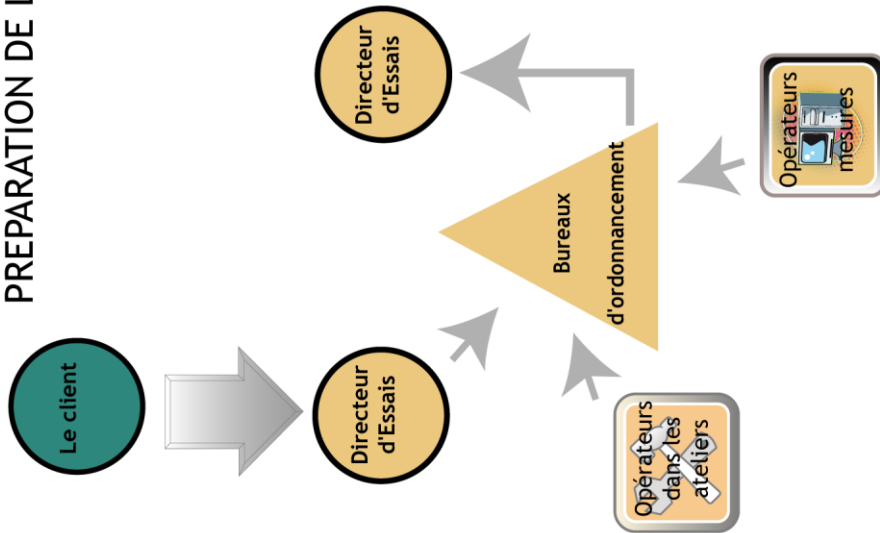 PREPARATION DE L
Le client
Directeur
d'Essais
Directeur
d'Essais
Bureaux
d'ordonnancement
Opérateurs
dans les
ateliers
Opérateurs
mesures